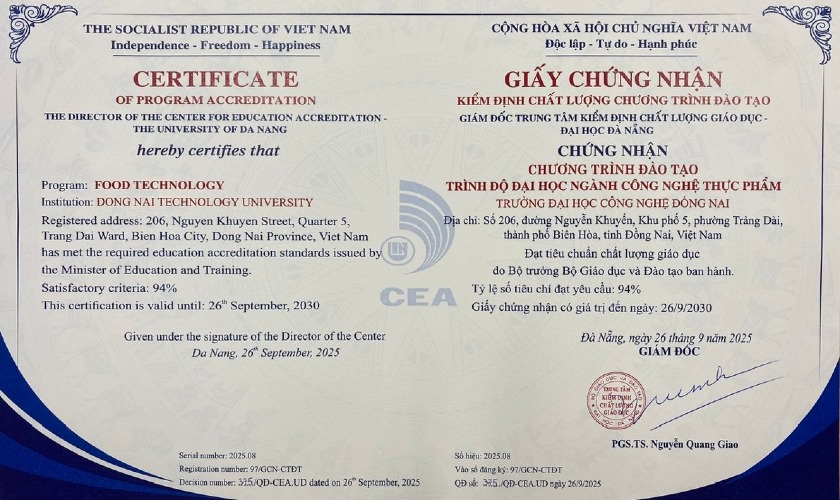 THE SOCIALIST REPUBLIC OF VIET NAM
Independence - Freedom - Happiness
CERTIFICATE
OF PROGRAM ACCREDITATION
THE DIRECTOR OF THE CENTER FOR EDUCATION ACCREDITATION -
THE UNIVERSITY OF DA NANG
hereby certifies that
Program: FOOD TECHNOLOGY
Institution: DONG NAI TECHNOLOGY UNIVERSITY
Registered address: 206, Nguyen Khuyen Street, Quarter 5,
Trang Dai Ward, Bien Hoa City, Dong Nai Province, Viet Nam
has met the required education accreditation standards issued by
the Minister of Education and Training.
Satisfactory criteria: 94%
This certification is valid until: 26th September, 2030
Given under the signature of the Director of the Center
Da Nang, 26th September, 2025
Serial number: 2025.08
Registration number: 97/GCN-CTĐT
Decision number: 325/QĐ-CEA.UD dated on 26th September, 2025
CEA
CỘNG HÒA XÃ HỘI CHỦ NGHĨA VIỆT NAM
Độc lập - Tự do - Hạnh phúc
GIẤY CHỨNG NHẬN
KIỂM ĐỊNH CHẤT LƯỢNG CHƯƠNG TRÌNH ĐÀO TẠO
GIÁM ĐỐC TRUNG TÂM KIỂM ĐỊNH CHẤT LƯỢNG GIÁO DỤC -
ĐẠI HỌC ĐÀ NẴNG
CHỨNG NHẬN
CHƯƠNG TRÌNH ĐÀO TẠO
TRÌNH ĐỘ ĐẠI HỌC NGÀNH CÔNG NGHỆ THỰC PHẨM
TRƯỜNG ĐẠI HỌC CÔNG NGHỆ ĐỒNG NAI
Địa chỉ: Số 206, đường Nguyễn Khuyến, Khu phố 5, phường Trảng Dài,
thành phố Biên Hòa, tỉnh Đồng Nai, Việt Nam
Đạt tiêu chuẩn chất lượng giáo dục
do Bộ trưởng Bộ Giáo dục và Đào tạo ban hành.
Tỷ lệ số tiêu chí đạt yêu cầu: 94%
Giấy chứng nhận có giá trị đến ngày: 26/9/2030
Đà Nẵng, ngày 26 tháng 9 năm 2025
GIÁM ĐỐC
TRUNG TÂM
KIỂM ĐỊNH
CHẤT LƯỢNG
GIÁO DỤC
PGS.TS. Nguyễn Quang Giao
Số hiệu: 2025.08
Vào sổ đăng ký: 97/GCN-CTĐT
QĐ số: 325/QĐ-CEA.UD ngày 26/9/2025